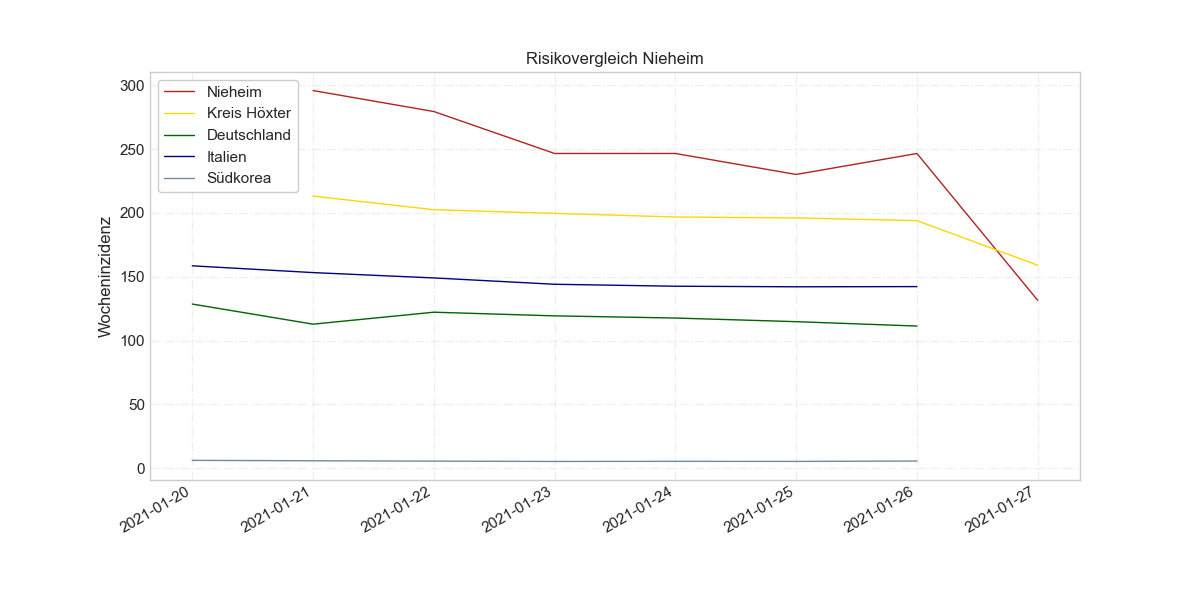 Risikovergleich Nieheim
Nieheim
Kreis Höxter
Deutschland
Italien
Südkorea
Wocheninzidenz
300
250
200
150
100
50
0
2021-01-20
2021-01-21
2021-01-22
2021-01-23
2021-01-24
2021-01-25
2021-01-26
2021-01-27